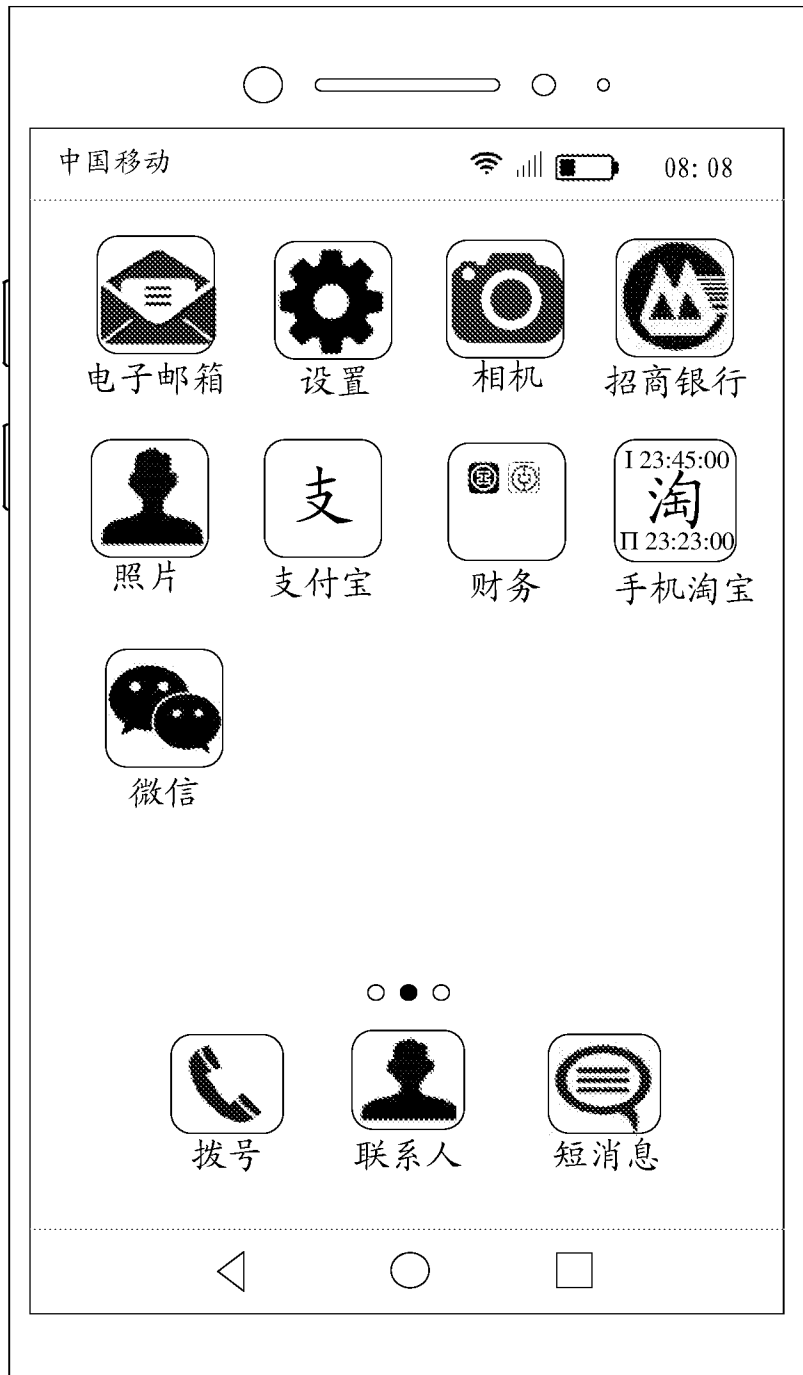 中国移动
08:08
电子邮箱
设置
相机
招商银行
支
I 23:45:00
淘
II 23:23:00
照片
支付宝
财务
手机淘宝
微信
拨号
联系人
短消息